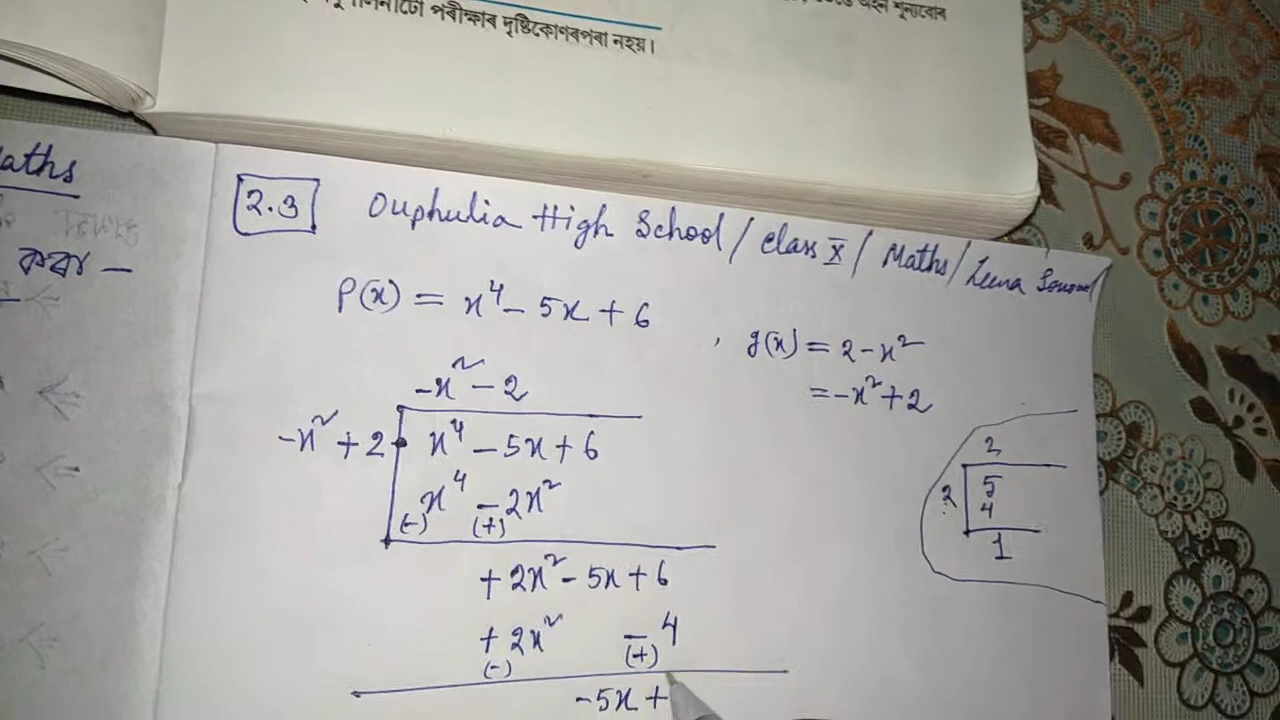 পৰীক্ষাৰ দৃষ্টিকোণৰপৰা নহয়।
শূন্যবোৰ
aths
কৰা —
2.3 Ouphulia High School / Class X / Maths / Leena
P(x) = x⁴ - 5x + 6 , g(x) = 2 - x²
= -x² + 2
-x² - 2
-x² + 2 x⁴ - 5x + 6
x⁴ - 2x²
(-) (+)
+ 2x² - 5x + 6
+ 2x² - 4
(-) (+)
- 5x +
2
2 5
4
1